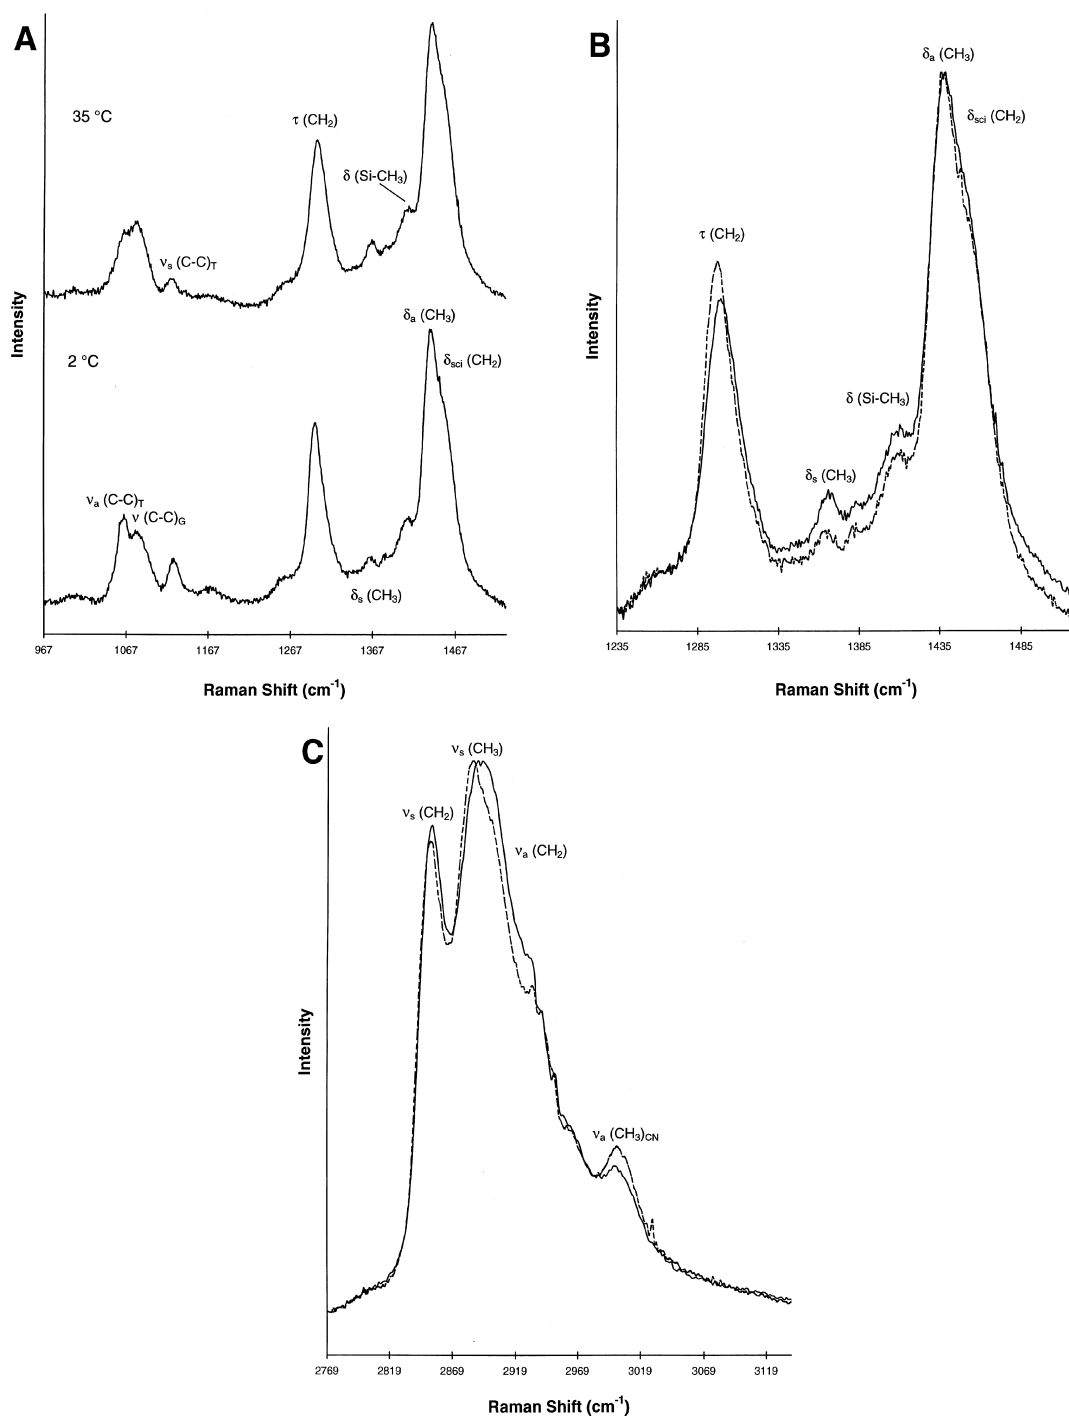 A
35 °C
τ (CH₂)
δ (Si-CH₃)
νₛ (C-C)T
Intensity
2 °C
δₐ (CH₃)
δsci (CH₂)
νₐ (C-C)T
ν (C-C)G
δₛ (CH₃)
967 1067 1167 1267 1367 1467
Raman Shift (cm⁻¹)
B
δₐ (CH₃)
δsci (CH₂)
τ (CH₂)
Intensity
δ (Si-CH₃)
δₛ (CH₃)
1235 1285 1335 1385 1435 1485
Raman Shift (cm⁻¹)
C
νₛ (CH₃)
νₛ (CH₂)
νₐ (CH₂)
Intensity
νₐ (CH₃)CN
2769 2819 2869 2919 2969 3019 3069 3119
Raman Shift (cm⁻¹)